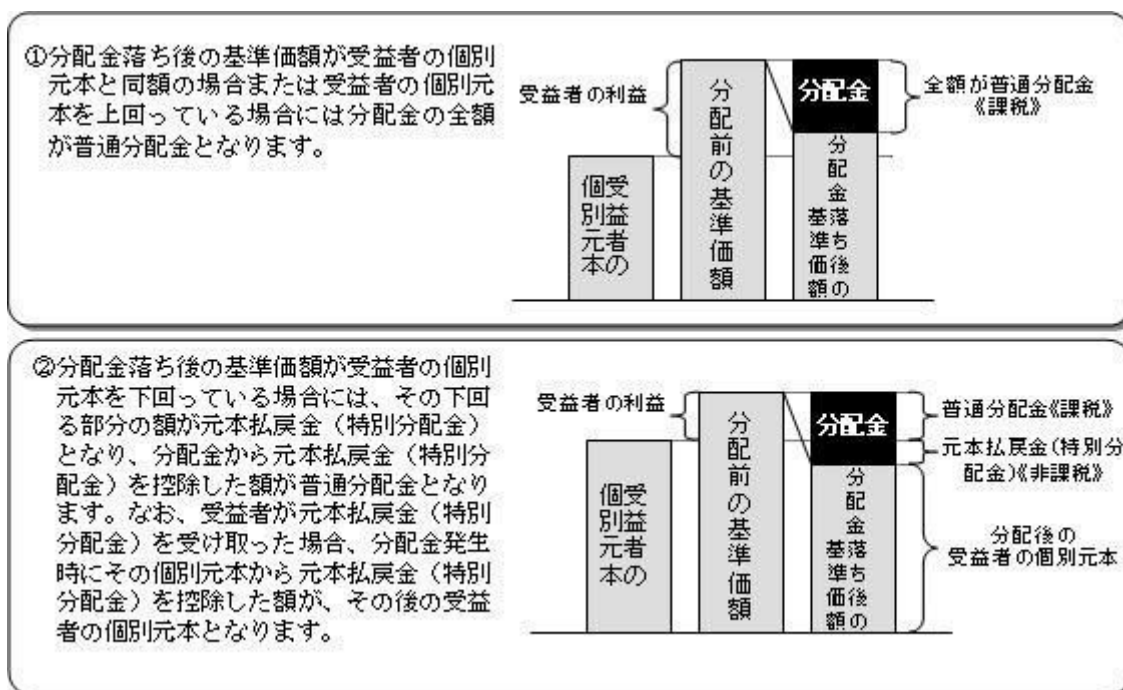 ①分配金落ち後の基準価額が受益者の個別
元本と同額の場合または受益者の個別元
本を上回っている場合には分配金の全額
が普通分配金となります。
受益者の利益
受益者の
個別元本
分配前の基準価額
分配金
分配金落ち後の
基準価額
全額が普通分配金
《課税》
②分配金落ち後の基準価額が受益者の個別
元本を下回っている場合には、その下回
る部分の額が元本払戻金（特別分配金）
となり、分配金から元本払戻金（特別分
配金）を控除した額が普通分配金となり
ます。なお、受益者が元本払戻金（特別
分配金）を受け取った場合、分配金発生
時にその個別元本から元本払戻金（特別
分配金）を控除した額が、その後の受益
者の個別元本となります。
受益者の利益
受益者の
個別元本
分配前の基準価額
分配金
分配金落ち後の
基準価額
普通分配金《課税》
元本払戻金(特別分
配金)《非課税》
分配後の
受益者の個別元本